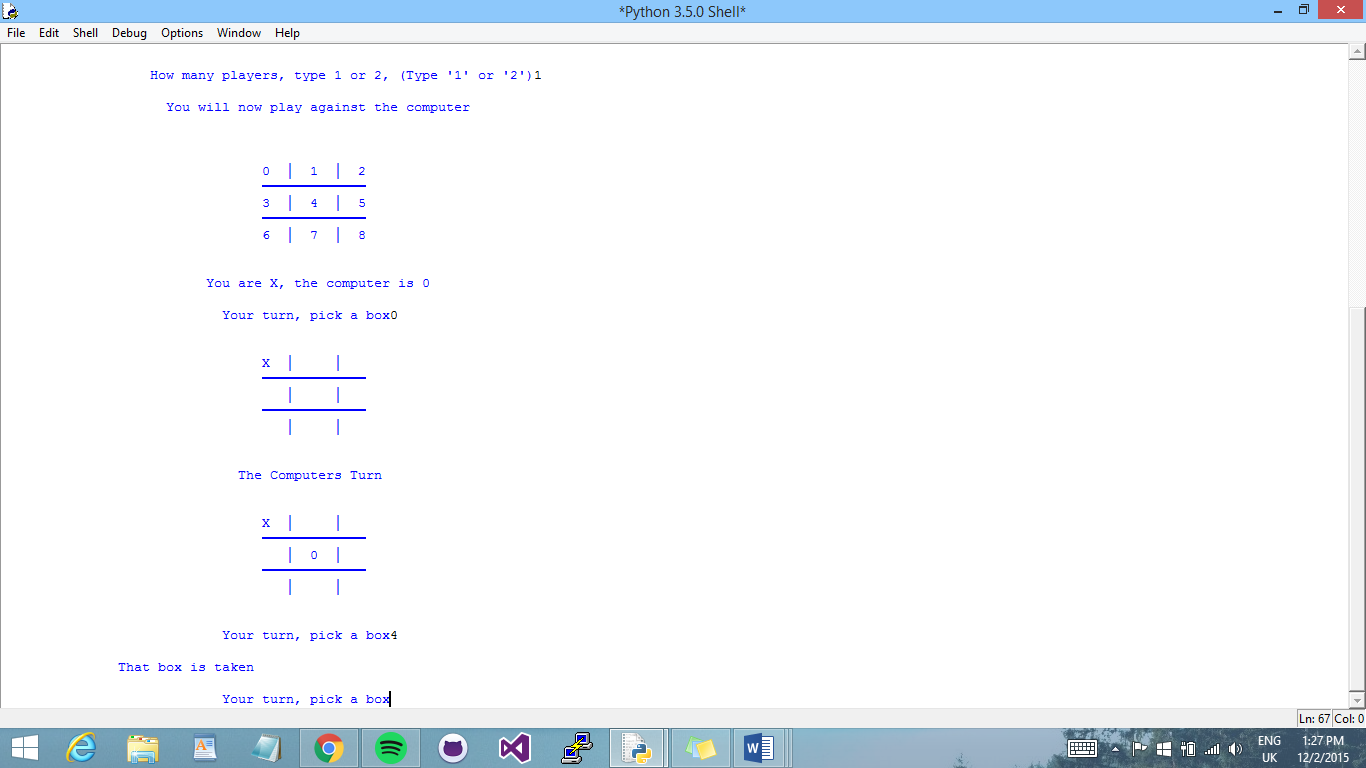 *Python 3.5.0 Shell*
File Edit Shell Debug Options Window Help
How many players, type 1 or 2, (Type '1' or '2')1
You will now play against the computer
0 | 1 | 2
3 | 4 | 5
6 | 7 | 8
You are X, the computer is 0
Your turn, pick a box0
X | |
| |
| |
The Computers Turn
X | |
| 0 |
| |
Your turn, pick a box4
That box is taken
Your turn, pick a box
Ln: 67 Col: 0
ENG 1:27 PM
UK 12/2/2015